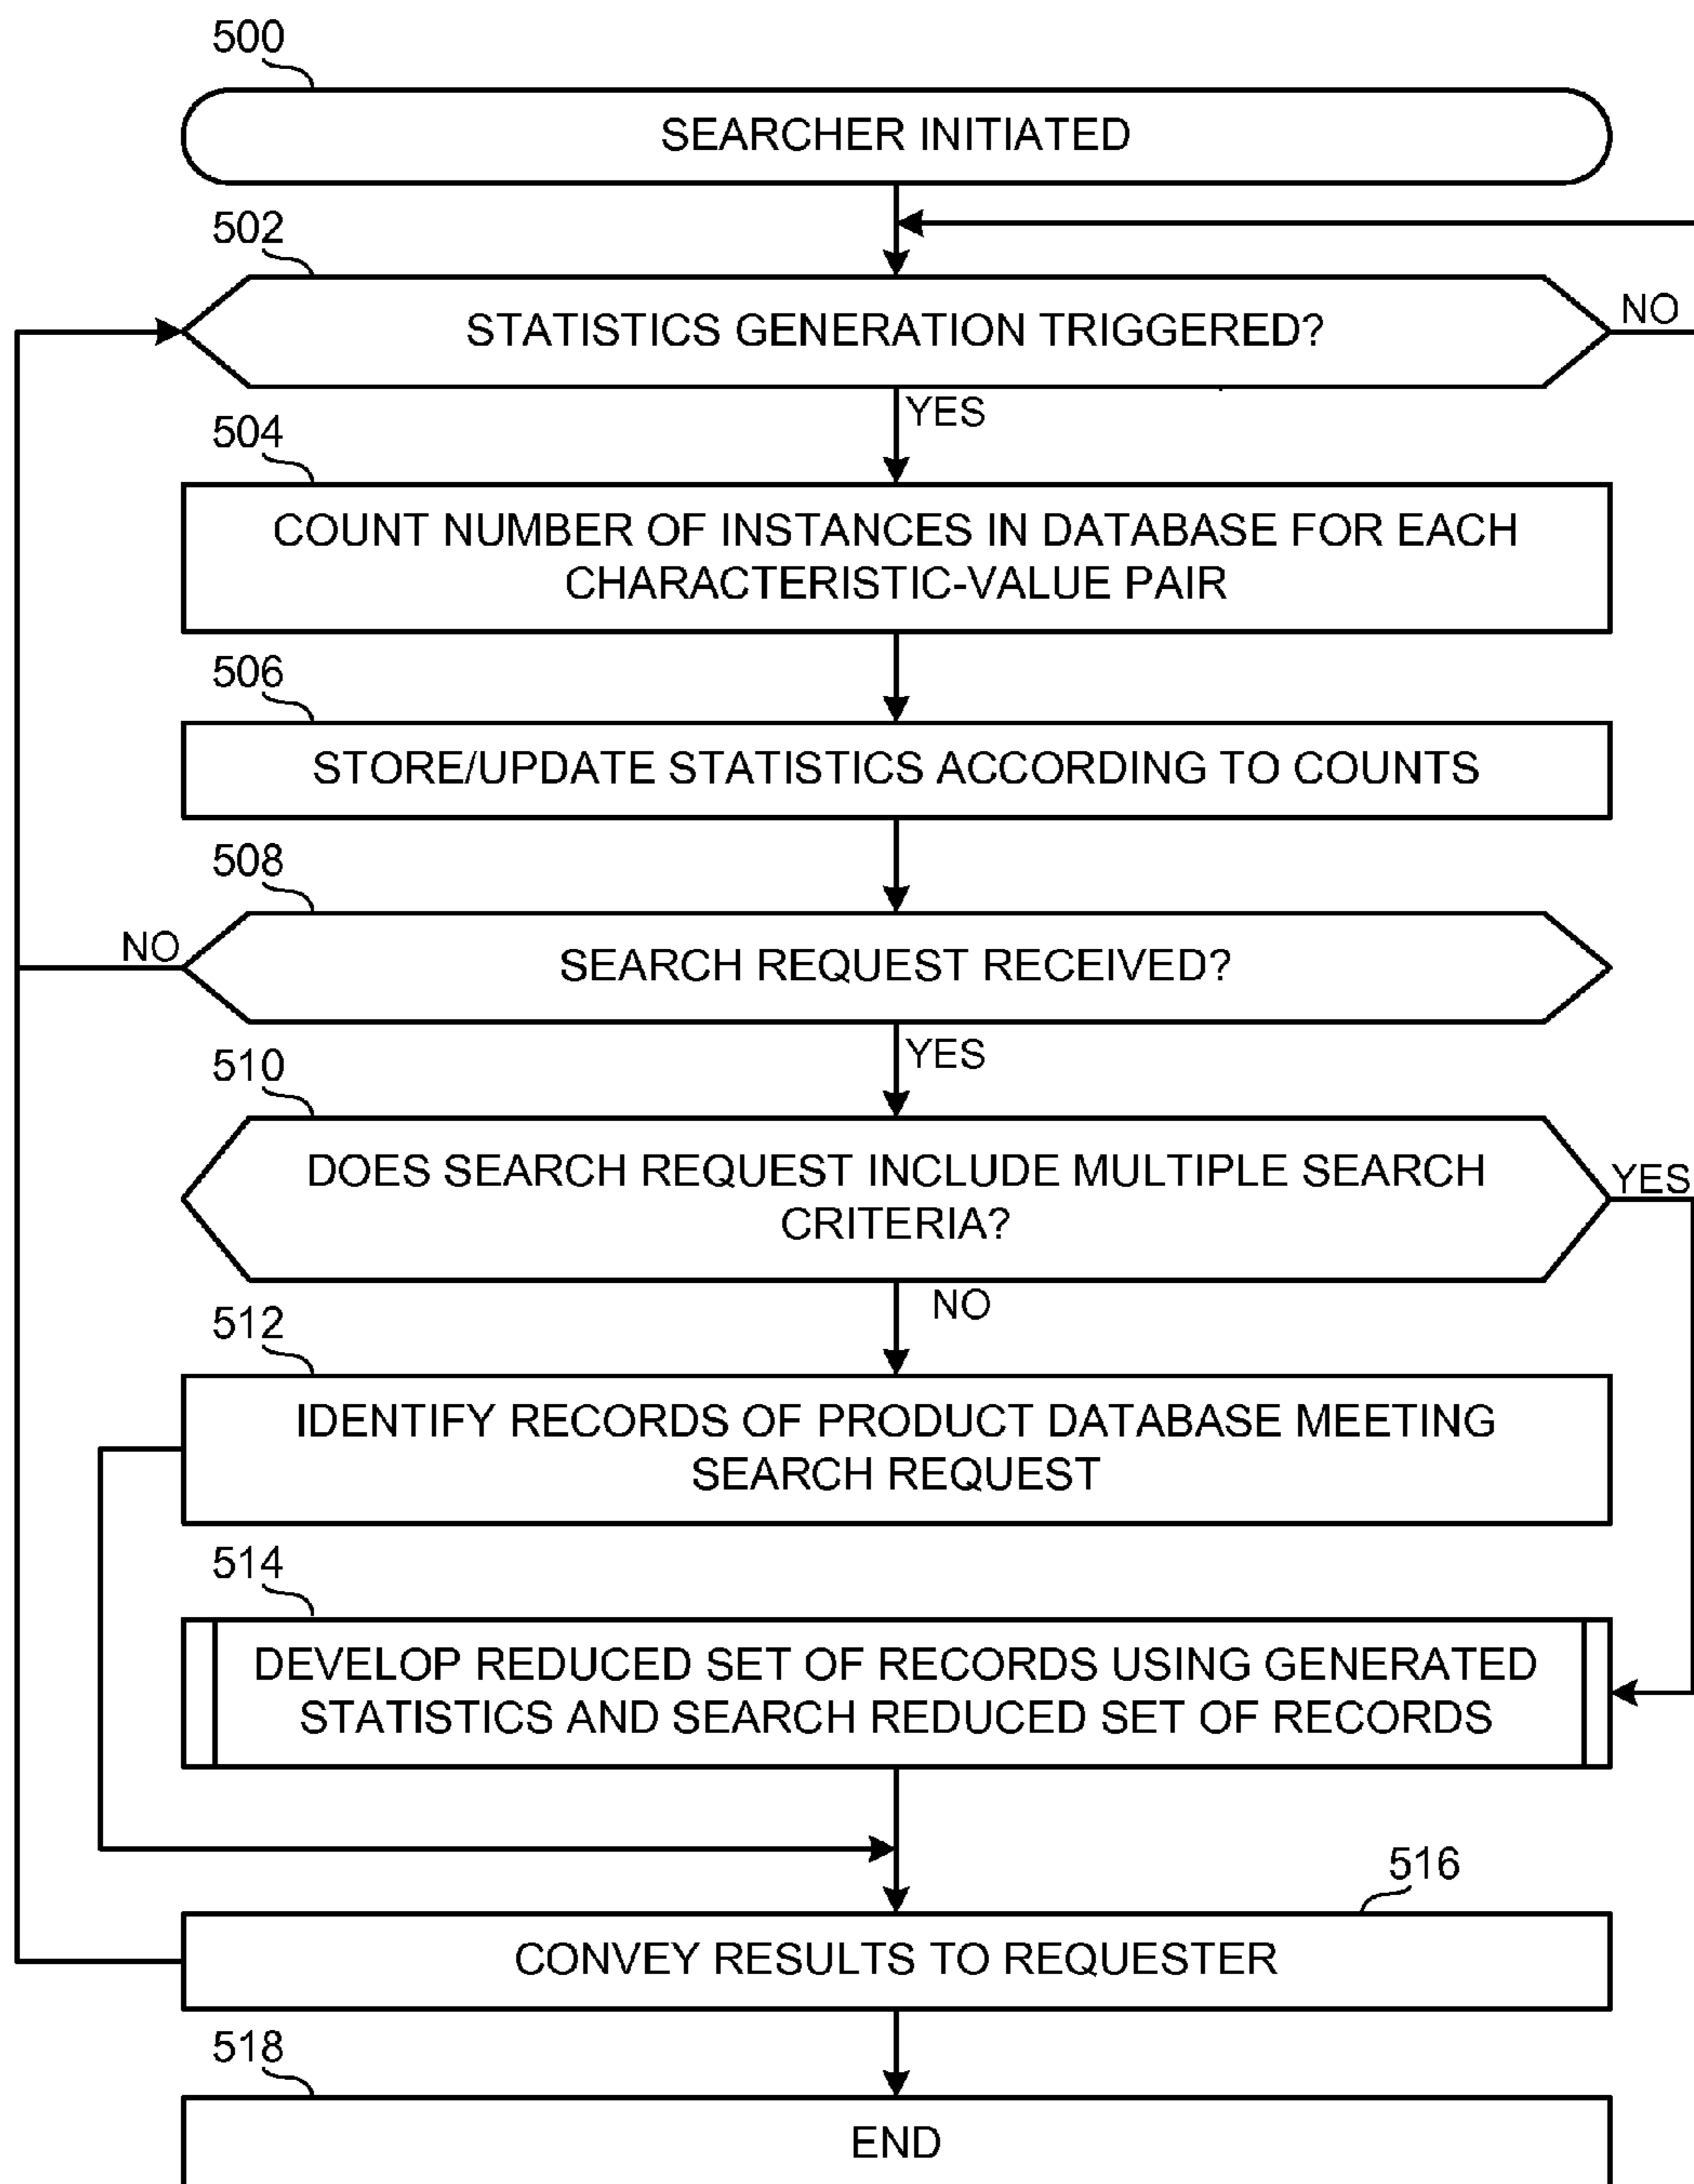 500
SEARCHER INITIATED
502
STATISTICS GENERATION TRIGGERED?
NO
YES
504
COUNT NUMBER OF INSTANCES IN DATABASE FOR EACH
CHARACTERISTIC-VALUE PAIR
506
STORE/UPDATE STATISTICS ACCORDING TO COUNTS
508
NO
SEARCH REQUEST RECEIVED?
YES
510
DOES SEARCH REQUEST INCLUDE MULTIPLE SEARCH
CRITERIA?
YES
NO
512
IDENTIFY RECORDS OF PRODUCT DATABASE MEETING
SEARCH REQUEST
514
DEVELOP REDUCED SET OF RECORDS USING GENERATED
STATISTICS AND SEARCH REDUCED SET OF RECORDS
516
CONVEY RESULTS TO REQUESTER
518
END